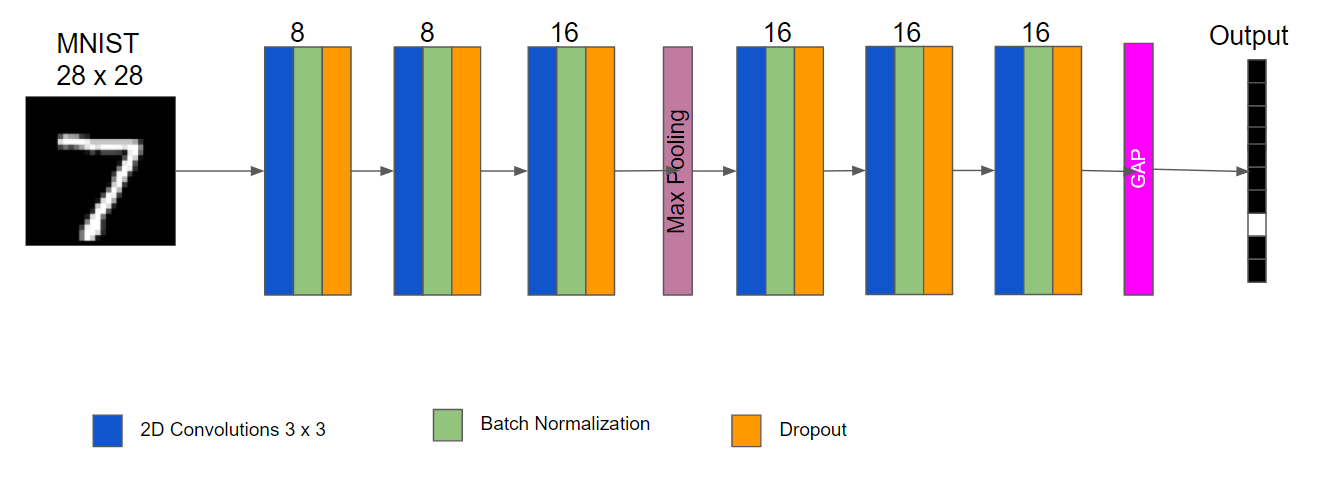 MNIST
28 x 28
8
8
16
16
16
16
Output
Max Pooling
GAP
2D Convolutions 3 x 3
Batch Normalization
Dropout